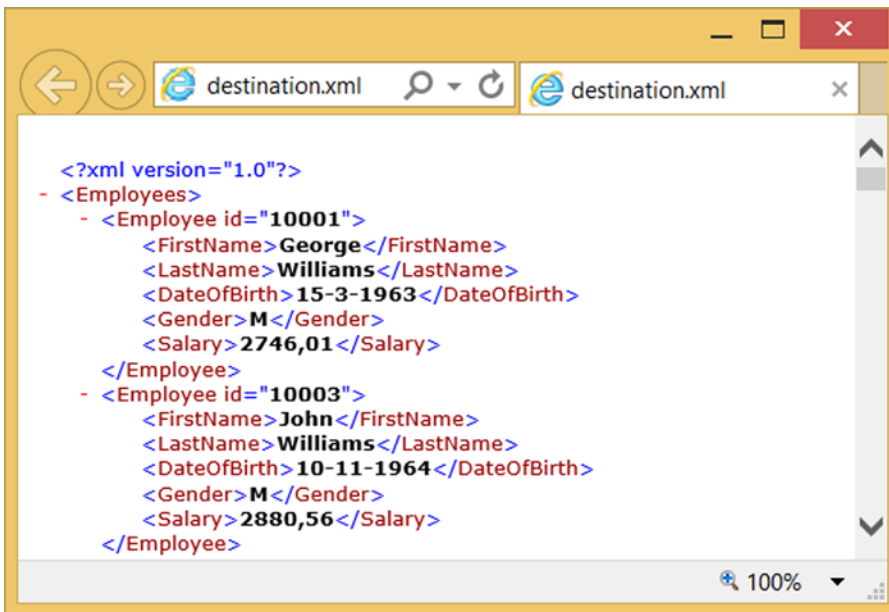 destination.xml
destination.xml
<?xml version="1.0"?>
- <Employees>
- <Employee id="10001">
<FirstName>George</FirstName>
<LastName>Williams</LastName>
<DateOfBirth>15-3-1963</DateOfBirth>
<Gender>M</Gender>
<Salary>2746,01</Salary>
</Employee>
- <Employee id="10003">
<FirstName>John</FirstName>
<LastName>Williams</LastName>
<DateOfBirth>10-11-1964</DateOfBirth>
<Gender>M</Gender>
<Salary>2880,56</Salary>
</Employee>
100%